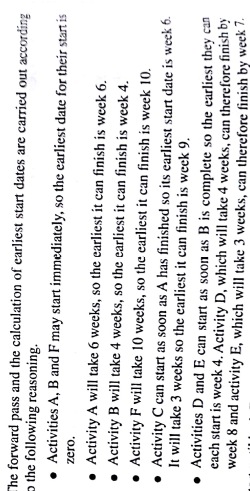 The forward pass and the calculation of earliest start dates are carried out according
to the following reasoning.
• Activities A, B and F may start immediately, so the earliest date for their start is
zero.
• Activity A will take 6 weeks, so the earliest it can finish is week 6.
• Activity B will take 4 weeks, so the earliest it can finish is week 4.
• Activity F will take 10 weeks, so the earliest it can finish is week 10.
• Activity C can start as soon as A has finished so its earliest start date is week 6.
It will take 3 weeks so the earliest it can finish is week 9.
• Activities D and E can start as soon as B is complete so the earliest they can
each start is week 4. Activity D, which will take 4 weeks, can therefore finish by
week 8 and activity E, which will take 3 weeks, can therefore finish by week 7.